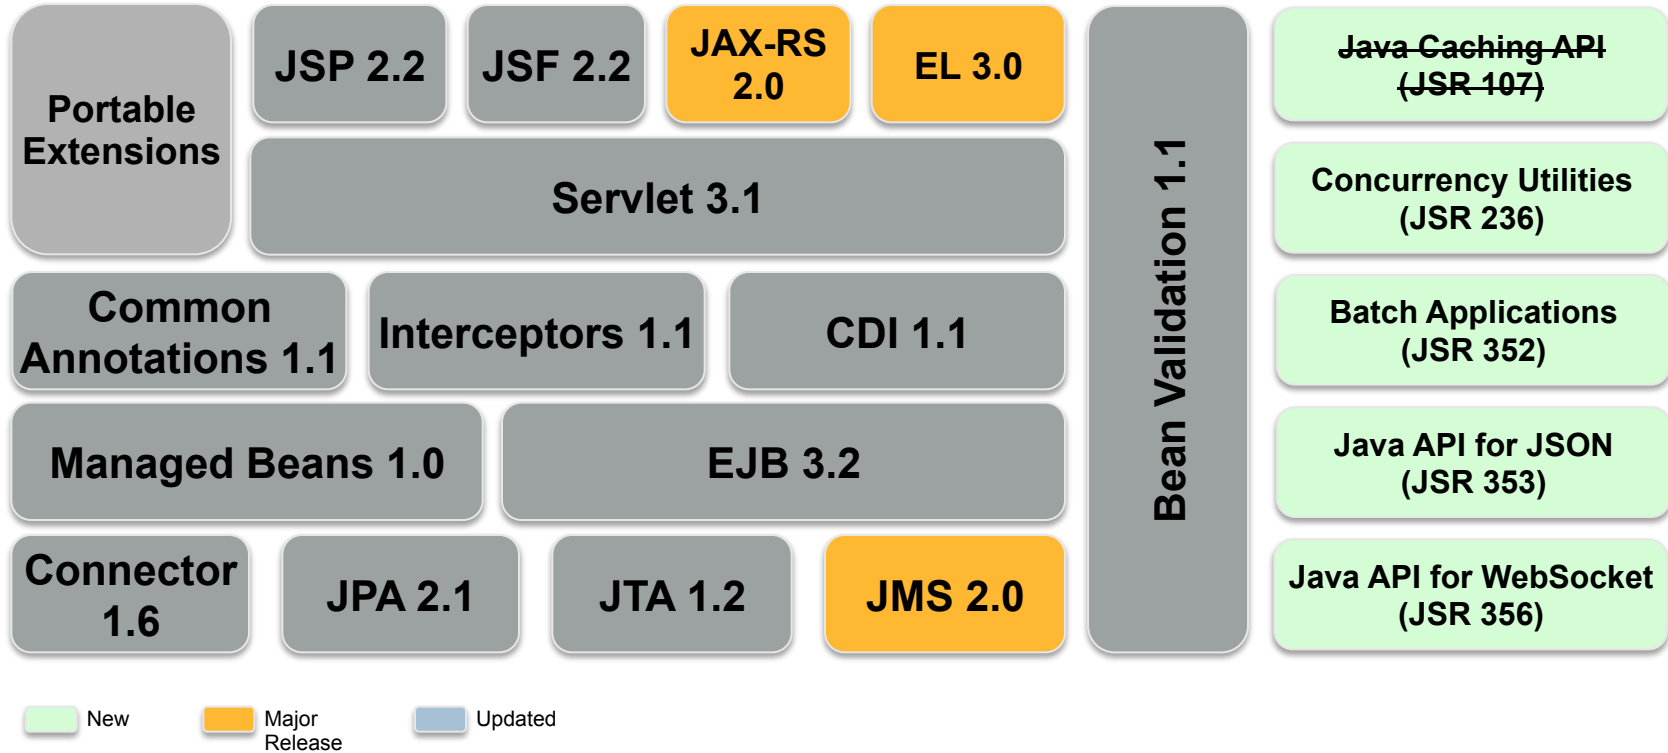 Portable
Extensions
JSP 2.2
JSF 2.2
JAX-RS
2.0
EL 3.0
Servlet 3.1
Common
Annotations 1.1
Interceptors 1.1
CDI 1.1
Managed Beans 1.0
EJB 3.2
Connector
1.6
JPA 2.1
JTA 1.2
JMS 2.0
Bean Validation 1.1
Java Caching API
(JSR 107)
Concurrency Utilities
(JSR 236)
Batch Applications
(JSR 352)
Java API for JSON
(JSR 353)
Java API for WebSocket
(JSR 356)
New
Major
Release
Updated